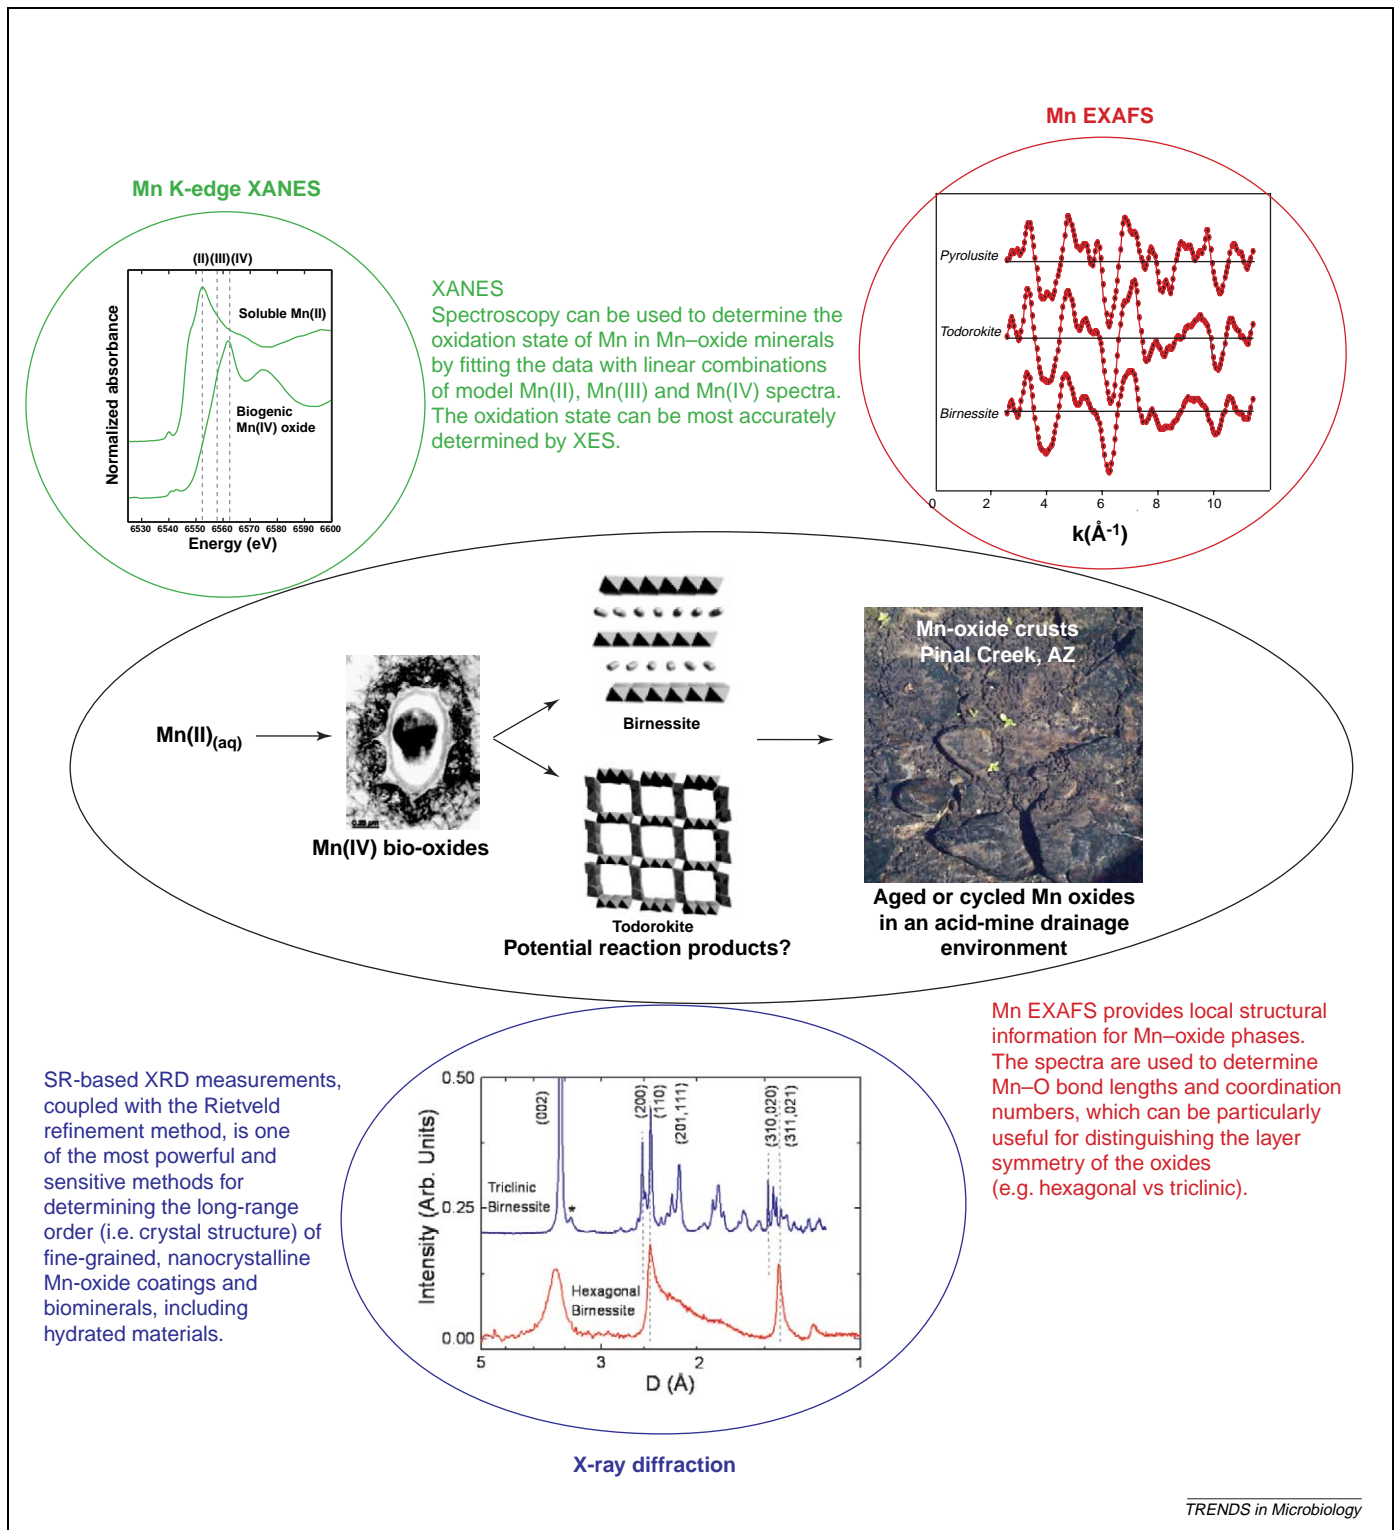 Mn EXAFS
Pyrolusite
Todorokite
Birnessite
0 2 4 6 8 10
k(Å-1)
Mn K-edge XANES
(II)(III)(IV)
Soluble Mn(II)
Biogenic
Mn(IV) oxide
Normalized absorbance
6530 6540 6550 6560 6570 6580 6590 6600
Energy (eV)
XANES
Spectroscopy can be used to determine the
oxidation state of Mn in Mn–oxide minerals
by fitting the data with linear combinations
of model Mn(II), Mn(III) and Mn(IV) spectra.
The oxidation state can be most accurately
determined by XES.
Mn(II)(aq)
0.25 µm
Mn(IV) bio-oxides
Birnessite
Todorokite
Potential reaction products?
Mn-oxide crusts
Pinal Creek, AZ
Aged or cycled Mn oxides
in an acid-mine drainage
environment
Mn EXAFS provides local structural
information for Mn–oxide phases.
The spectra are used to determine
Mn–O bond lengths and coordination
numbers, which can be particularly
useful for distinguishing the layer
symmetry of the oxides
(e.g. hexagonal vs triclinic).
SR-based XRD measurements,
coupled with the Rietveld
refinement method, is one
of the most powerful and
sensitive methods for
determining the long-range
order (i.e. crystal structure) of
fine-grained, nanocrystalline
Mn-oxide coatings and
biominerals, including
hydrated materials.
Intensity (Arb. Units)
0.50
0.25
0.00
(002)
(200)
(110)
(201,111)
(310,020)
(311,021)
Triclinic
Birnessite
*
Hexagonal
Birnessite
5 3 2 1
D (Å)
X-ray diffraction
TRENDS in Microbiology